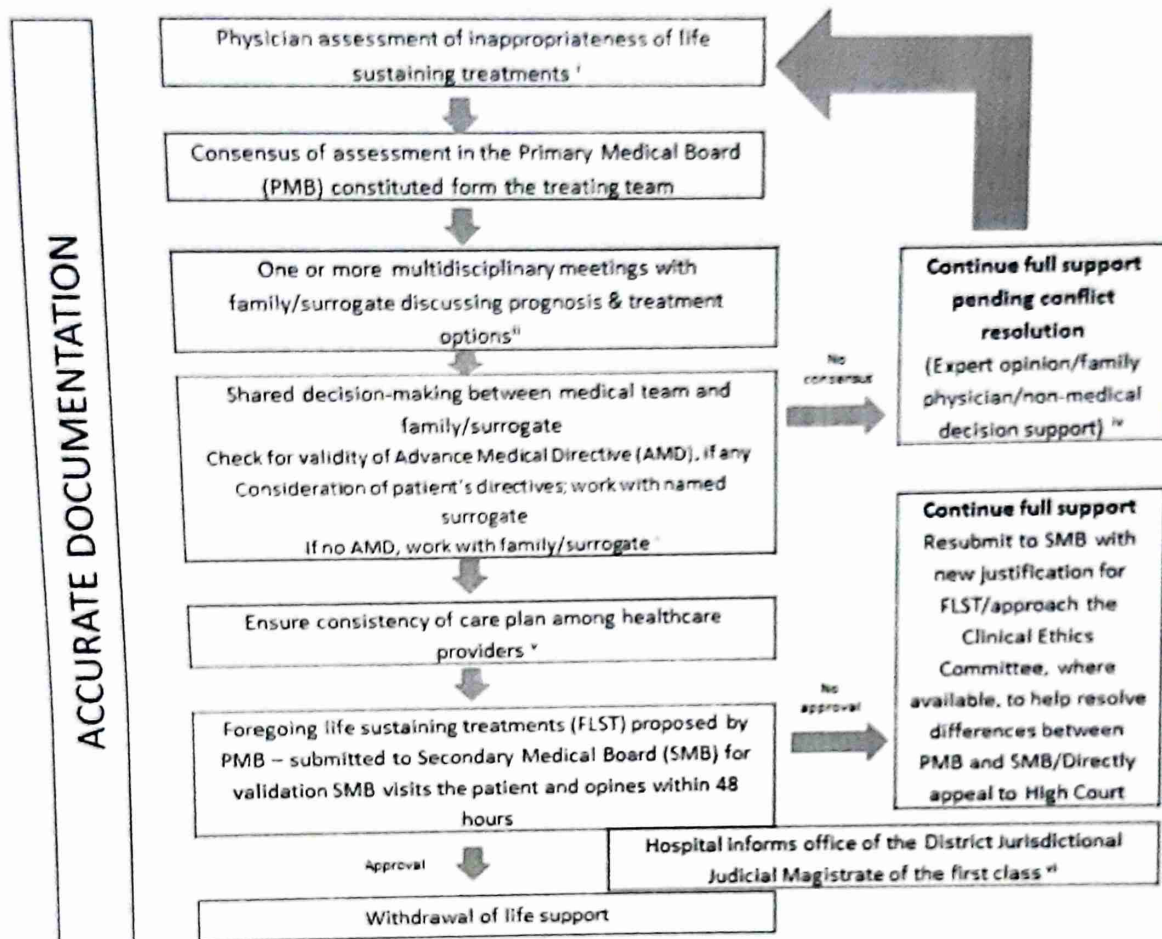 ACCURATE DOCUMENTATION
Physician assessment of inappropriateness of life
sustaining treatments i
Consensus of assessment in the Primary Medical Board
(PMB) constituted form the treating team
One or more multidisciplinary meetings with
family/surrogate discussing prognosis & treatment
options ii
Shared decision-making between medical team and
family/surrogate
Check for validity of Advance Medical Directive (AMD), if any
Consideration of patient's directives; work with named
surrogate
If no AMD, work with family/surrogate
No
consensus
Continue full support
pending conflict
resolution
(Expert opinion/family
physician/non-medical
decision support) iv
Ensure consistency of care plan among healthcare
providers v
Foregoing life sustaining treatments (FLST) proposed by
PMB – submitted to Secondary Medical Board (SMB) for
validation SMB visits the patient and opines within 48
hours
No
approval
Continue full support
Resubmit to SMB with
new justification for
FLST/approach the
Clinical Ethics
Committee, where
available, to help resolve
differences between
PMB and SMB/Directly
appeal to High Court
Approval
Hospital informs office of the District Jurisdictional
Judicial Magistrate of the first class vi
Withdrawal of life support